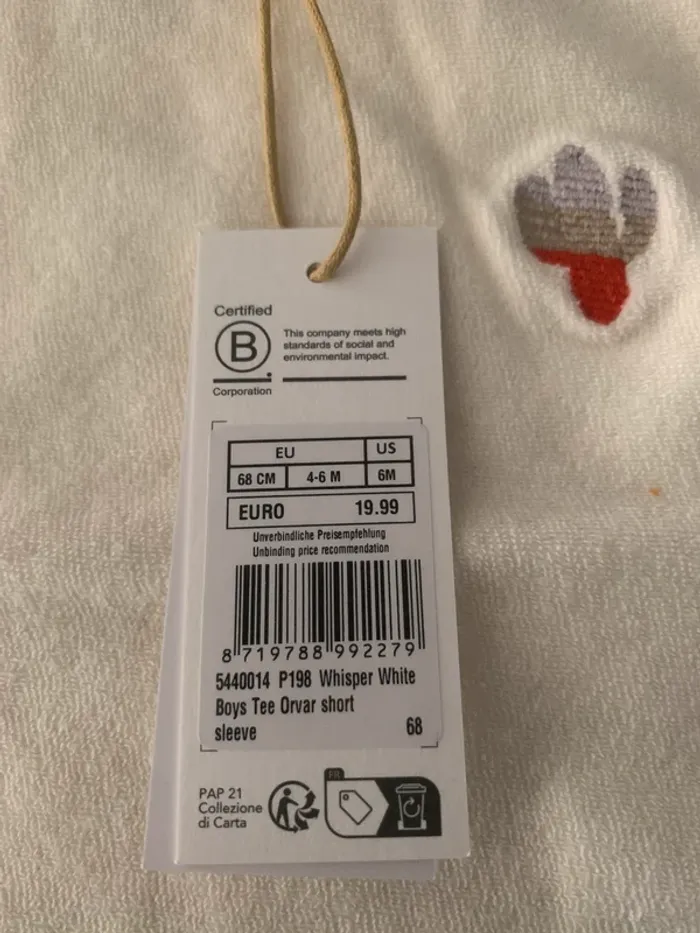 Certified
B
Corporation
This company meets high
standards of social and
environmental impact.
EU US
68 CM 4-6 M 6M
EURO 19.99
Unverbindliche Preisempfehlung
Unbinding price recommendation
8 719788 992279
5440014 P198 Whisper White
Boys Tee Orvar short
sleeve 68
PAP 21
Collezione
di Carta
FR